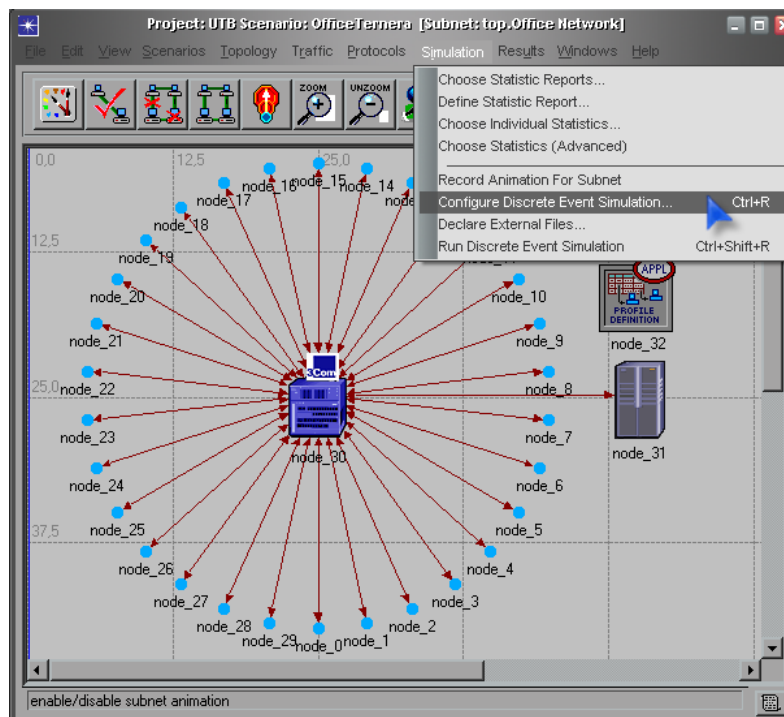 Project: UTB Scenario: OfficeTernera [Subnet: top.Office Network]
File Edit View Scenarios Topology Traffic Protocols Simulation Results Windows Help
Choose Statistic Reports...
Define Statistic Report...
Choose Individual Statistics...
Choose Statistics (Advanced)
Record Animation For Subnet
Configure Discrete Event Simulation... Ctrl+R
Declare External Files...
Run Discrete Event Simulation Ctrl+Shift+R
ZOOM
UNZOOM
0,0 12,5 25,0
node_15
node_16 node_14
node_17
node_18
12,5
node_19
node_20 node_10
APPL
PROFILE
DEFINITION
node_21 node_9 node_32
3Com
node_22 node_8
25,0
node_23 node_7
node_30 node_31
node_24 node_6
node_25 node_5
37,5
node_26 node_4
node_27 node_3
node_28 node_2
node_29 node_0 node_1
enable/disable subnet animation